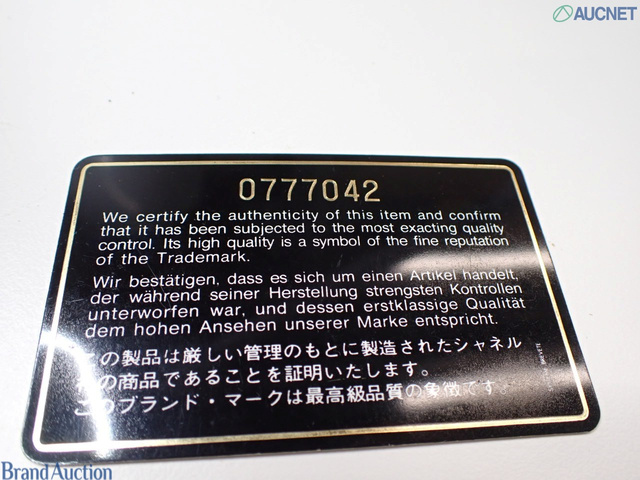 AUCNET
0777042
We certify the authenticity of this item and confirm
that it has been subjected to the most exacting quality
control. Its high quality is a symbol of the fine reputation
of the Trademark.
Wir bestätigen, dass es sich um einen Artikel handelt,
der während seiner Herstellung strengsten Kontrollen
unterworfen war, und dessen erstklassige Qualität
dem hohen Ansehen unserer Marke entspricht.
この製品は厳しい管理のもとに製造されたシャネル
の商品であることを証明いたします。
このブランド・マークは最高級品質の象徴です
BREVETE
BrandAuction